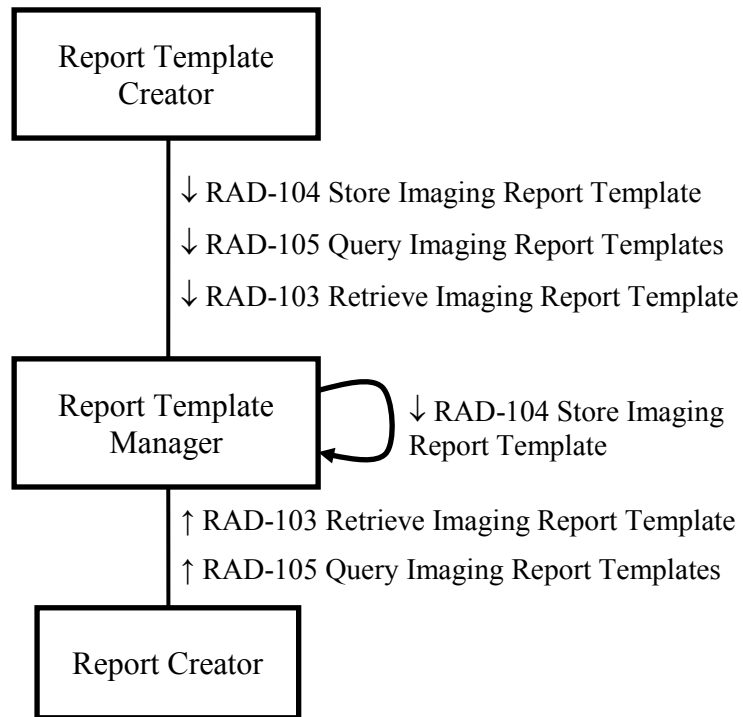 Report Template
Creator
↓ RAD-104 Store Imaging Report Template
↓ RAD-105 Query Imaging Report Templates
↓ RAD-103 Retrieve Imaging Report Template
Report Template
Manager
↓ RAD-104 Store Imaging
Report Template
↑ RAD-103 Retrieve Imaging Report Template
↑ RAD-105 Query Imaging Report Templates
Report Creator